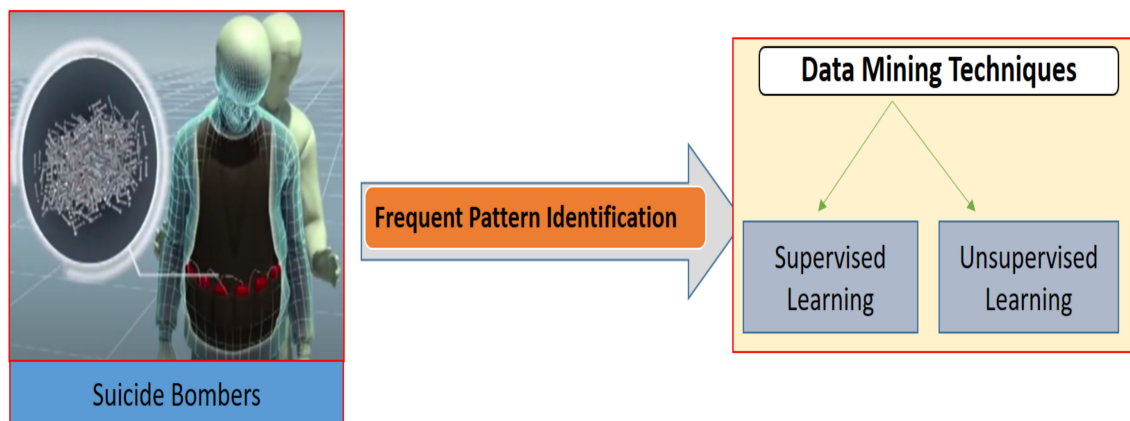 Suicide Bombers
Frequent Pattern Identification
Data Mining Techniques
Supervised
Learning
Unsupervised
Learning